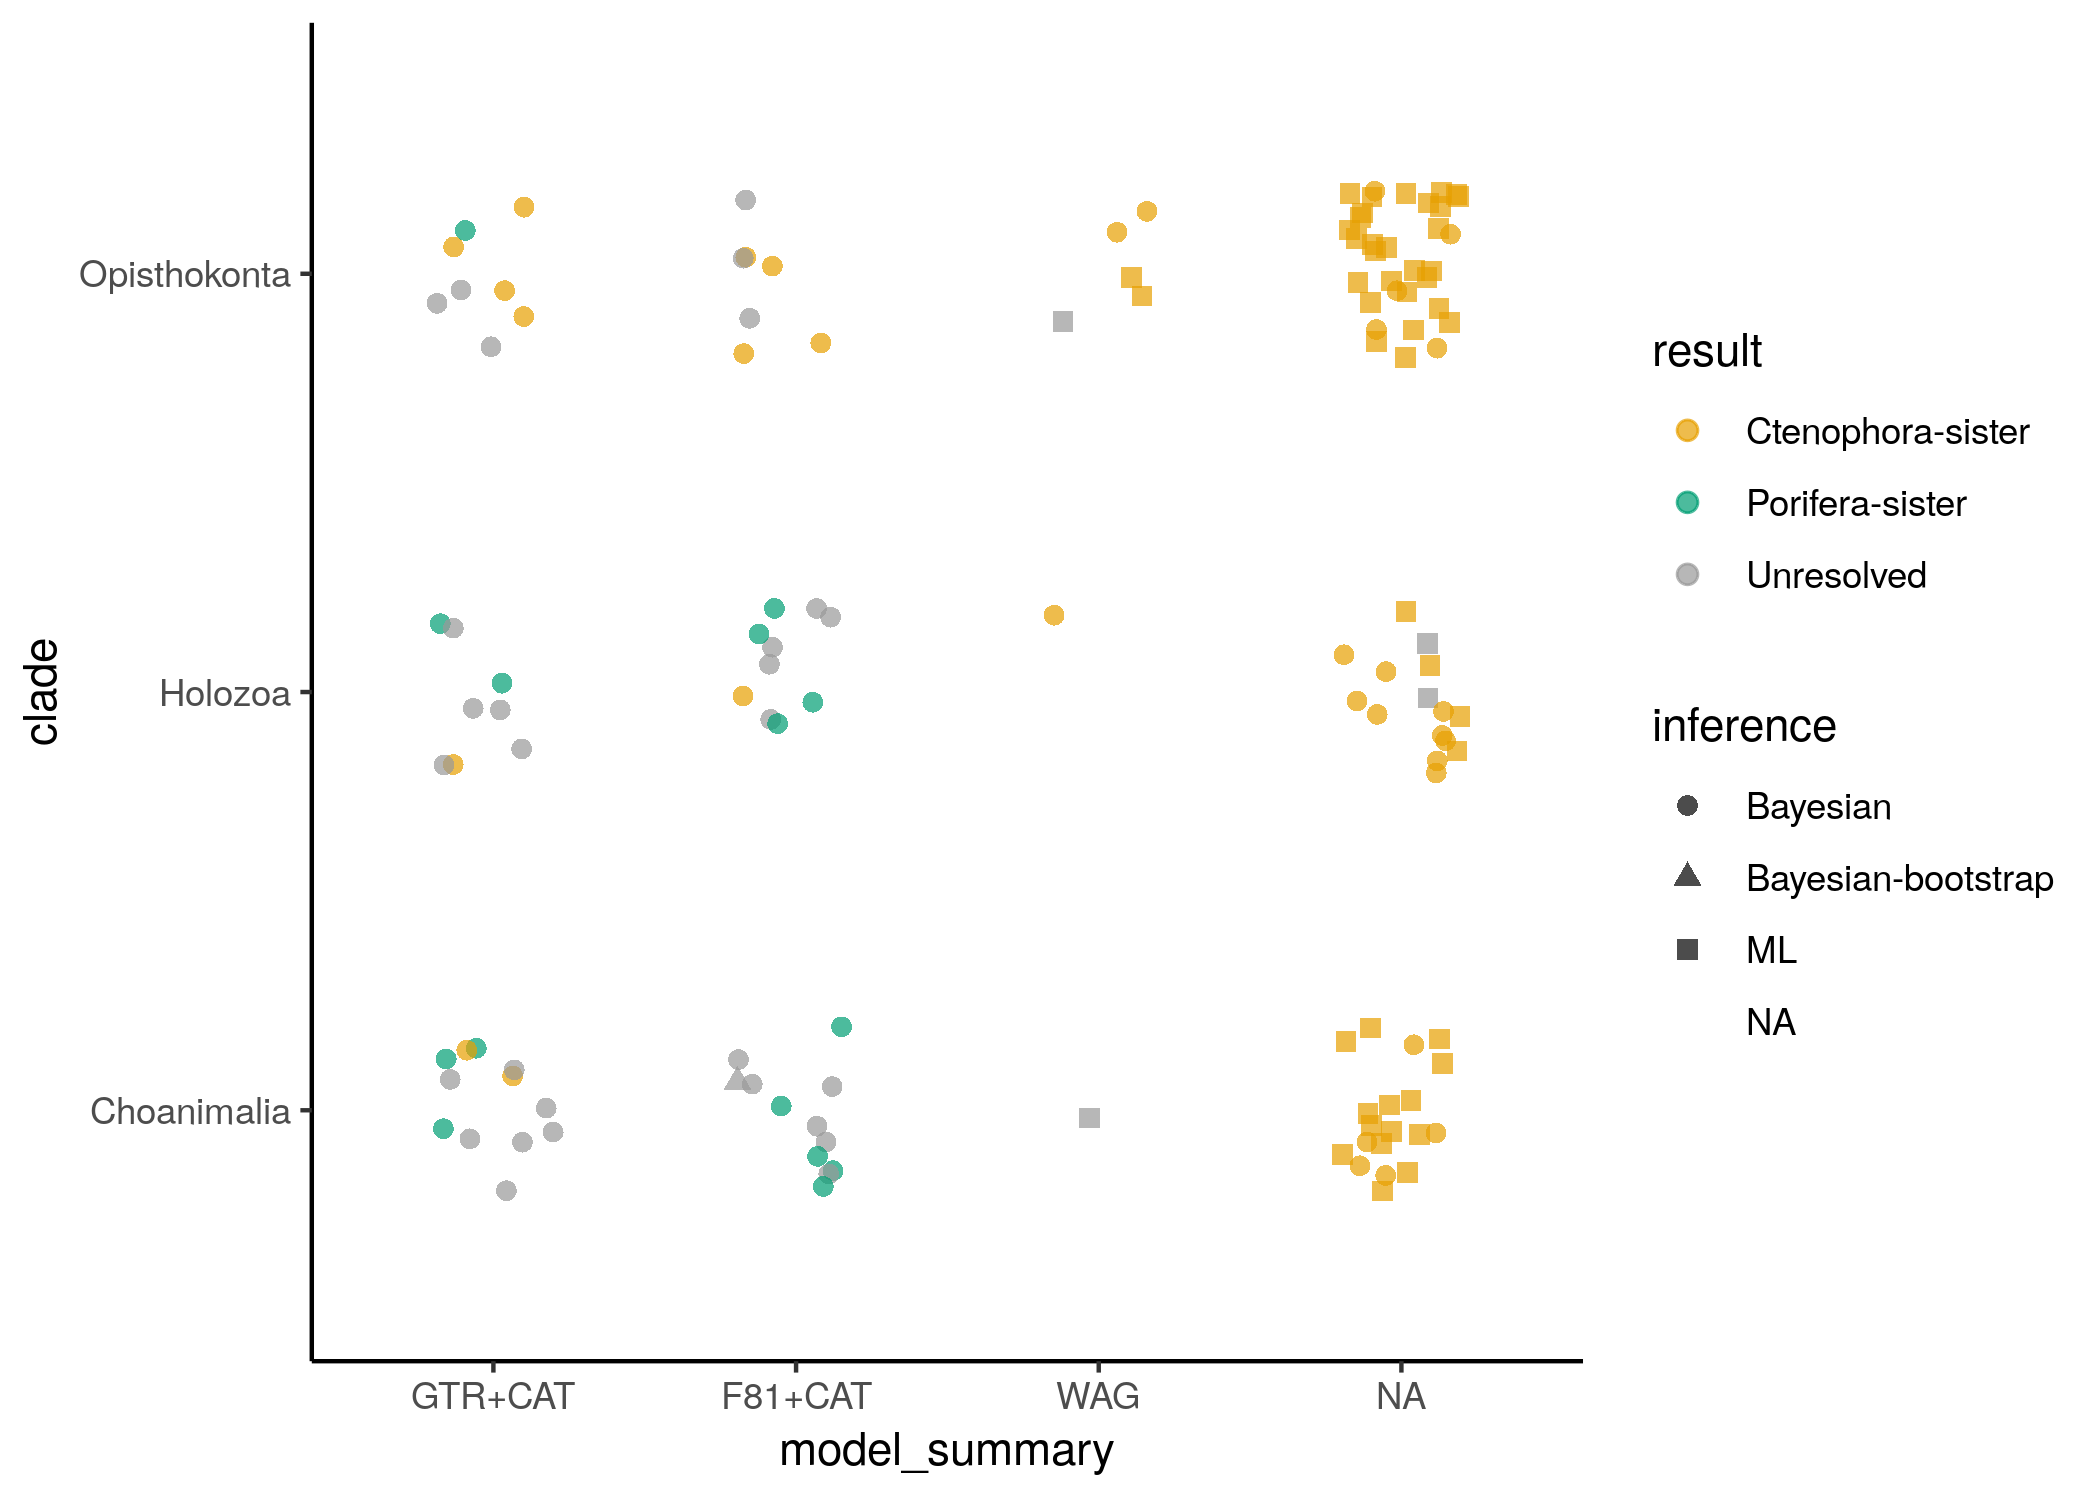 clade
Opisthokonta
Holozoa
Choanimalia
GTR+CAT
F81+CAT
WAG
NA
model_summary
result
Ctenophora-sister
Porifera-sister
Unresolved
inference
Bayesian
Bayesian-bootstrap
ML
NA